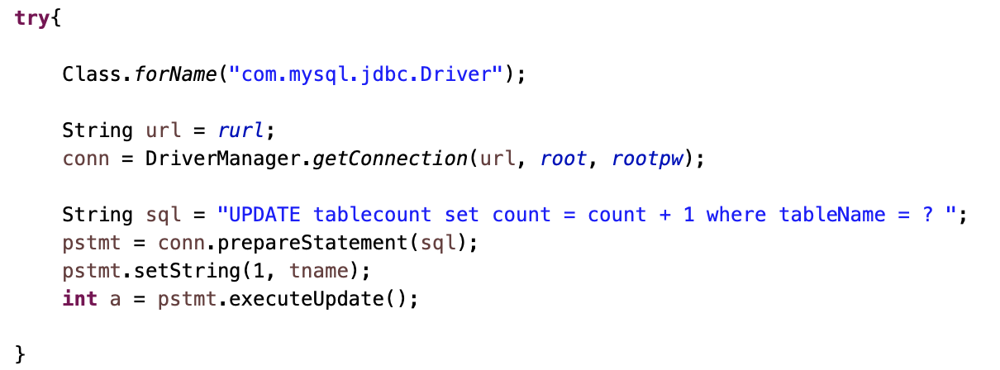 try{
Class.forName("com.mysql.jdbc.Driver");
String url = rurl;
conn = DriverManager.getConnection(url, root, rootpw);
String sql = "UPDATE tablecount set count = count + 1 where tableName = ? ";
pstmt = conn.prepareStatement(sql);
pstmt.setString(1, tname);
int a = pstmt.executeUpdate();
}